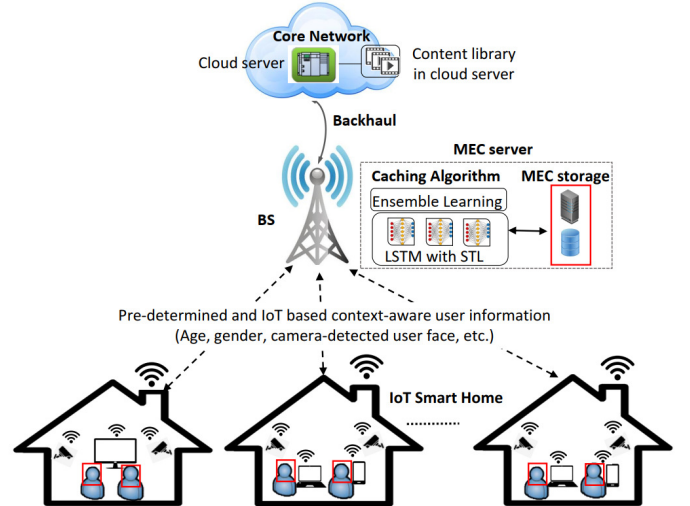 Core Network
Cloud server
Content library
in cloud server
Backhaul
MEC server
Caching Algorithm
MEC storage
Ensemble Learning
BS
LSTM with STL
Pre-determined and IoT based context-aware user information
(Age, gender, camera-detected user face, etc.)
IoT Smart Home